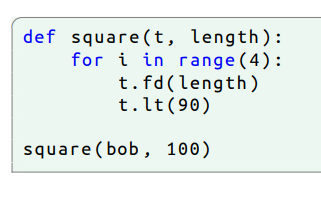 def square(t, length):
    for i in range(4):
        t.fd(length)
        t.lt(90)

square(bob, 100)